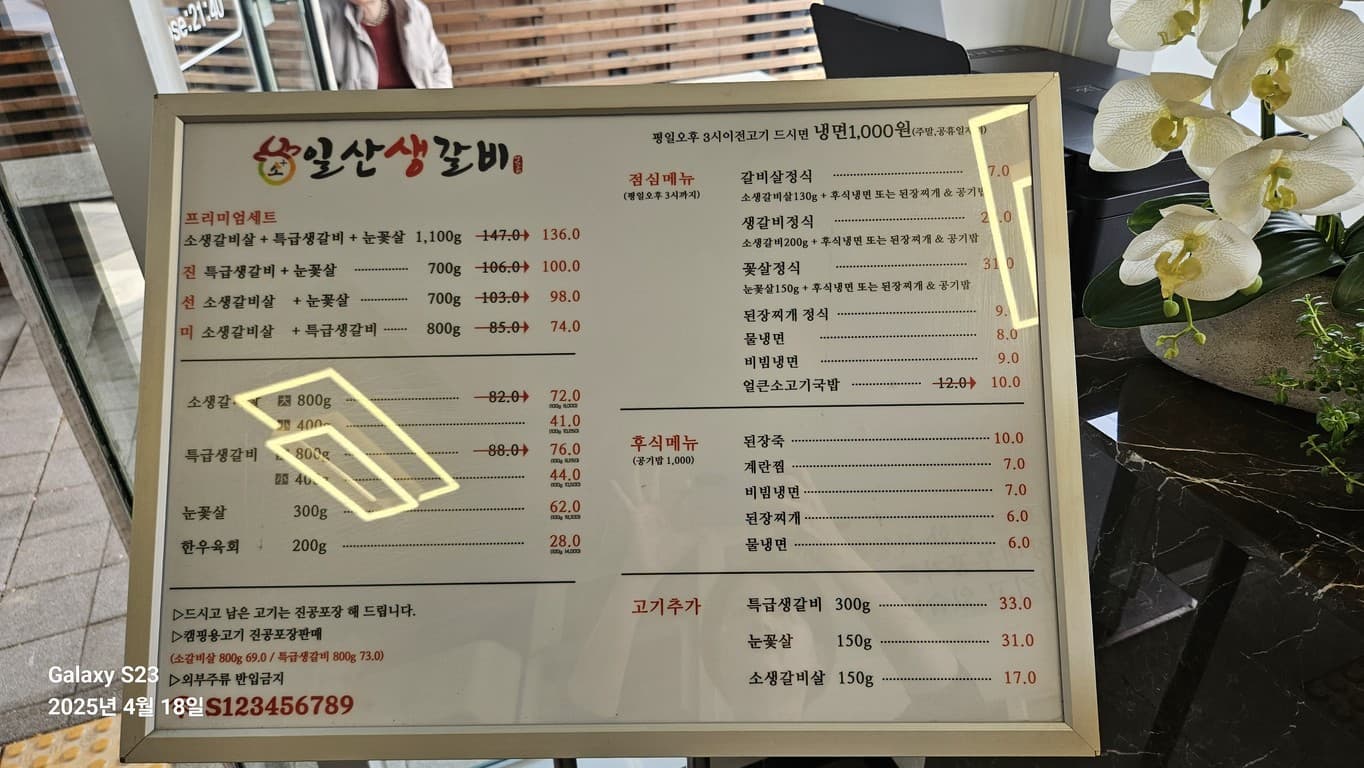 se:21:40
일산생갈비
프리미엄세트
소생갈비살 + 특급생갈비 + 눈꽃살 1,100g 147.0 136.0
진 특급생갈비 + 눈꽃살 700g 106.0 100.0
선 소생갈비살 + 눈꽃살 700g 103.0 98.0
미 소생갈비살 + 특급생갈비 800g 85.0 74.0
소생갈 大 800g 82.0 72.0
400g 41.0
특급생갈비 800g 88.0 76.0
小 44.0
눈꽃살 300g 62.0
한우육회 200g 28.0
▷드시고 남은 고기는 진공포장 해 드립니다.
▷캠핑용고기 진공포장판매
(소갈비살 800g 69.0 / 특급생갈비 800g 73.0)
▷외부주류 반입금지
S123456789
평일오후 3시이전고기 드시면 냉면1,000원
점심메뉴
(평일오후 3시까지)
갈비살정식 7.0
소생갈비살130g + 후식냉면 또는 된장찌개 & 공기밥
생갈비정식
소생갈비200g + 후식냉면 또는 된장찌개 & 공기밥
꽃살정식
눈꽃살150g + 후식냉면 또는 된장찌개 & 공기밥
된장찌개 정식
물냉면 8.0
비빔냉면 9.0
얼큰소고기국밥 12.0 10.0
후식메뉴
(공기밥 1,000)
된장죽 10.0
계란찜 7.0
비빔냉면 7.0
된장찌개 6.0
물냉면 6.0
고기추가
특급생갈비 300g 33.0
눈꽃살 150g 31.0
소생갈비살 150g 17.0
Galaxy S23
2025년 4월 18일